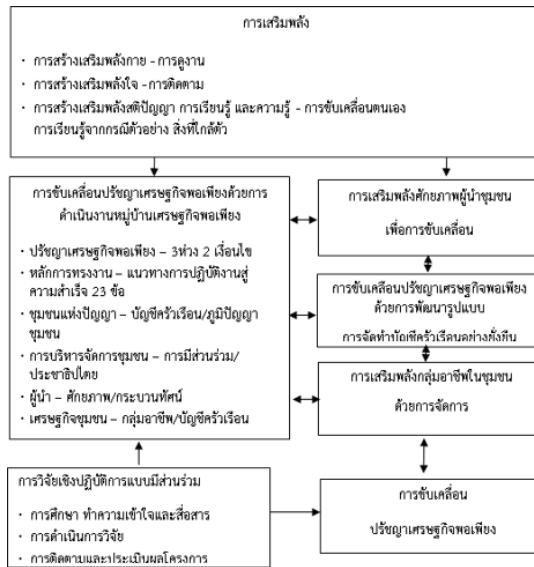 การเสริมพลัง
· การสร้างเสริมพลังกาย - การดูงาน
· การสร้างเสริมพลังใจ - การติดตาม
· การสร้างเสริมพลังสติปัญญา การเรียนรู้ และความรู้ - การขับเคลื่อนตนเอง
การเรียนรู้จากกรณีตัวอย่าง สิ่งที่ใกล้ตัว
การขับเคลื่อนปรัชญาเศรษฐกิจพอเพียงด้วยการ
ดำเนินงานหมู่บ้านเศรษฐกิจพอเพียง
· ปรัชญาเศรษฐกิจพอเพียง – 3ห่วง 2 เงื่อนไข
· หลักการทรงงาน – แนวทางการปฏิบัติงานสู่
ความสำเร็จ 23 ข้อ
· ชุมชนแห่งปัญญา – บัญชีครัวเรือน/ภูมิปัญญา
ชุมชน
· การบริหารจัดการชุมชน – การมีส่วนร่วม/
ประชาธิปไตย
· ผู้นำ – ศักยภาพ/กระบวนทัศน์
· เศรษฐกิจชุมชน – กลุ่มอาชีพ/บัญชีครัวเรือน
การเสริมพลังศักยภาพผู้นำชุมชน
เพื่อการขับเคลื่อน
การขับเคลื่อนปรัชญาเศรษฐกิจพอเพียง
ด้วยการพัฒนารูปแบบ
การจัดทำบัญชีครัวเรือนอย่างยั่งยืน
การเสริมพลังกลุ่มอาชีพในชุมชน
ด้วยการจัดการ
การวิจัยเชิงปฏิบัติการแบบมีส่วนร่วม
· การศึกษา ทำความเข้าใจและสื่อสาร
· การดำเนินการวิจัย
· การติดตามและประเมินผลโครงการ
การขับเคลื่อน
ปรัชญาเศรษฐกิจพอเพียง